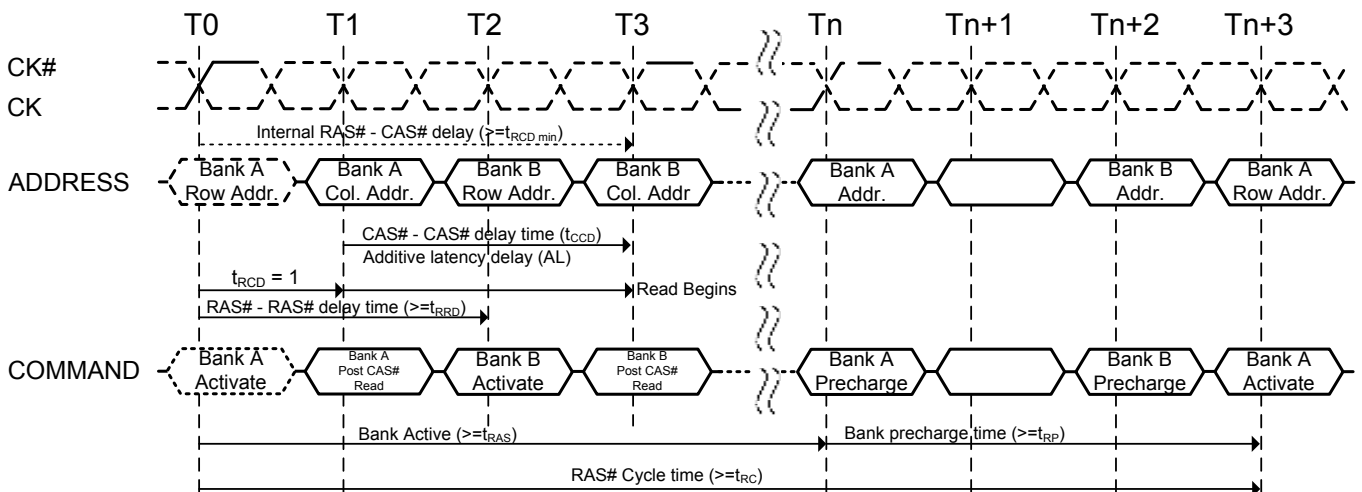 T0 T1 T2 T3 Tn Tn+1 Tn+2 Tn+3
CK#
CK
Internal RAS# - CAS# delay (>=tRCD min)
ADDRESS
Bank A
Row Addr.
Bank A
Col. Addr.
Bank B
Row Addr.
Bank B
Col. Addr
Bank A
Addr.
Bank B
Addr.
Bank A
Row Addr.
CAS# - CAS# delay time (tCCD)
Additive latency delay (AL)
tRCD = 1
Read Begins
RAS# - RAS# delay time (>=tRRD)
COMMAND
Bank A
Activate
Bank A
Post CAS#
Read
Bank B
Activate
Bank B
Post CAS#
Read
Bank A
Precharge
Bank B
Precharge
Bank A
Activate
Bank Active (>=tRAS)
Bank precharge time (>=tRP)
RAS# Cycle time (>=tRC)